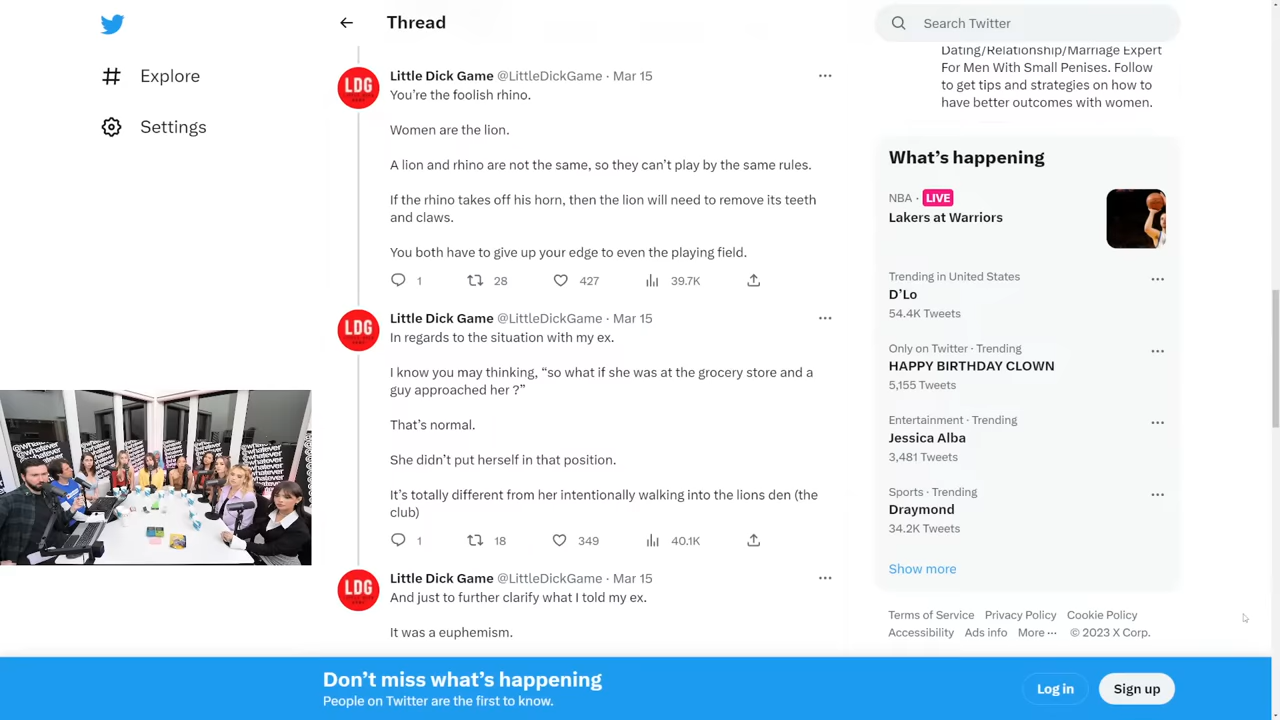 Thread
Search Twitter
Explore
Settings
Little Dick Game @LittleDickGame · Mar 15
You're the foolish rhino.
Women are the lion.
A lion and rhino are not the same, so they can't play by the same rules.
If the rhino takes off his horn, then the lion will need to remove its teeth
and claws.
You both have to give up your edge to even the playing field.
1 28 427 39.7K
Little Dick Game @LittleDickGame · Mar 15
In regards to the situation with my ex.
I know you may thinking, “so what if she was at the grocery store and a
guy approached her ?”
That's normal.
She didn't put herself in that position.
It's totally different from her intentionally walking into the lions den (the
club)
1 18 349 40.1K
Little Dick Game @LittleDickGame · Mar 15
And just to further clarify what I told my ex.
It was a euphemism.
LDG
LDG
LDG
Dating/Relationship/Marriage Expert
For Men With Small Penises. Follow
to get tips and strategies on how to
have better outcomes with women.
What's happening
NBA · LIVE
Lakers at Warriors
Trending in United States
D'Lo
54.4K Tweets
Only on Twitter · Trending
HAPPY BIRTHDAY CLOWN
5,155 Tweets
Entertainment · Trending
Jessica Alba
3,481 Tweets
Sports · Trending
Draymond
34.2K Tweets
Show more
Terms of Service Privacy Policy Cookie Policy
Accessibility Ads info More ··· © 2023 X Corp.
@whatever
whatever
Don't miss what's happening
People on Twitter are the first to know.
Log in
Sign up